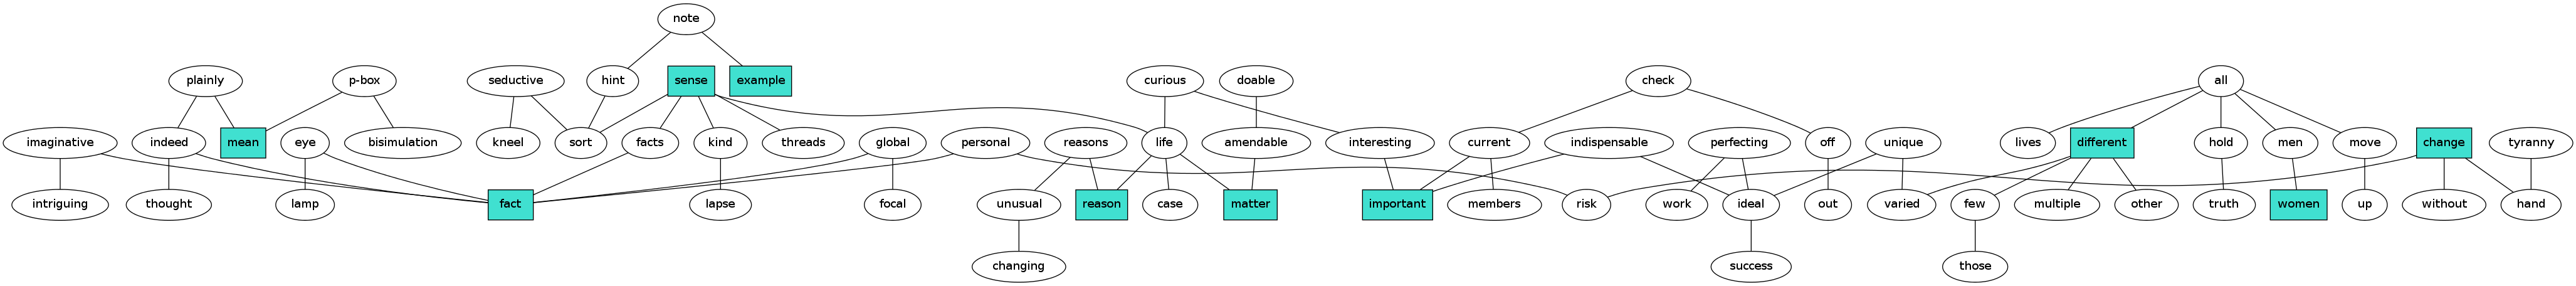 note
plainly p-box seductive hint sense example curious doable check all
imaginative indeed mean eye bisimulation kneel sort facts kind threads global personal reasons life amendable interesting current indispensable perfecting off unique lives different hold men move change tyranny
intriguing thought lamp fact lapse focal unusual reason case matter important members risk work ideal out varied few multiple other truth women up without hand
changing success those